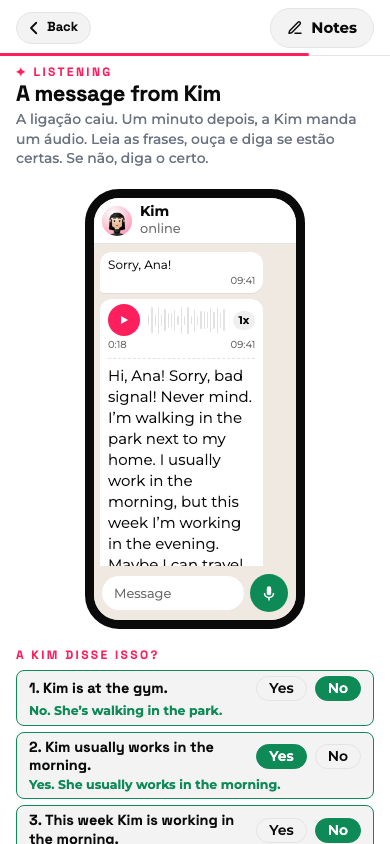 Back
Notes
✦ LISTENING
A message from Kim
A ligação caiu. Um minuto depois, a Kim manda
um áudio. Leia as frases, ouça e diga se estão
certas. Se não, diga o certo.
Kim
online
Sorry, Ana!
09:41
1x
0:18
09:41
Hi, Ana! Sorry, bad
signal! Never mind.
I’m walking in the
park next to my
home. I usually
work in the
morning, but this
week I’m working
in the evening.
Maybe I can travel
Message
A KIM DISSE ISSO?
1. Kim is at the gym.
Yes
No
No. She’s walking in the park.
2. Kim usually works in the
morning.
Yes
No
Yes. She usually works in the morning.
3. This week Kim is working in
the morning.
Yes
No